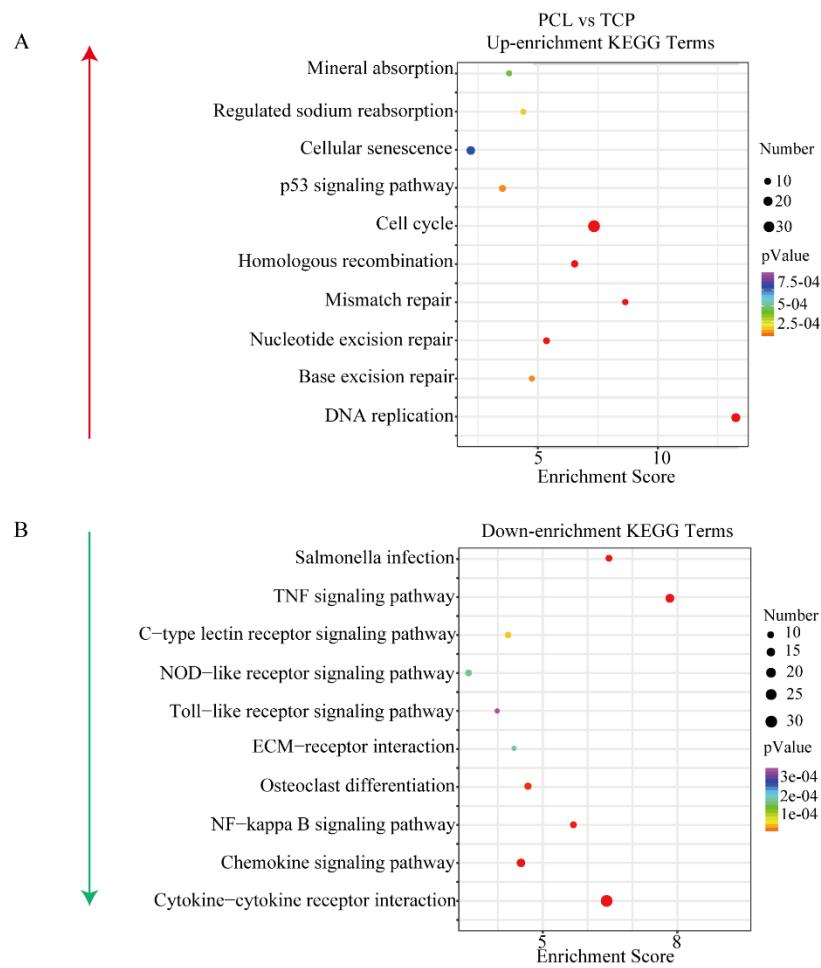 A
PCL vs TCP
Up-enrichment KEGG Terms
Mineral absorption
Regulated sodium reabsorption
Cellular senescence
p53 signaling pathway
Cell cycle
Homologous recombination
Mismatch repair
Nucleotide excision repair
Base excision repair
DNA replication
5
10
Enrichment Score
Number
10
20
30
pValue
7.5-04
5-04
2.5-04
B
Down-enrichment KEGG Terms
Salmonella infection
TNF signaling pathway
C-type lectin receptor signaling pathway
NOD−like receptor signaling pathway
Toll−like receptor signaling pathway
ECM−receptor interaction
Osteoclast differentiation
NF−kappa B signaling pathway
Chemokine signaling pathway
Cytokine−cytokine receptor interaction
5
8
Enrichment Score
Number
10
15
20
25
30
pValue
3e-04
2e-04
1e-04